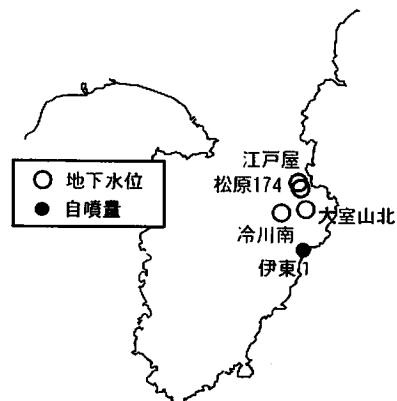 江戸屋
松原174
地下水位
自噴量
大室山北
冷川南
伊東1